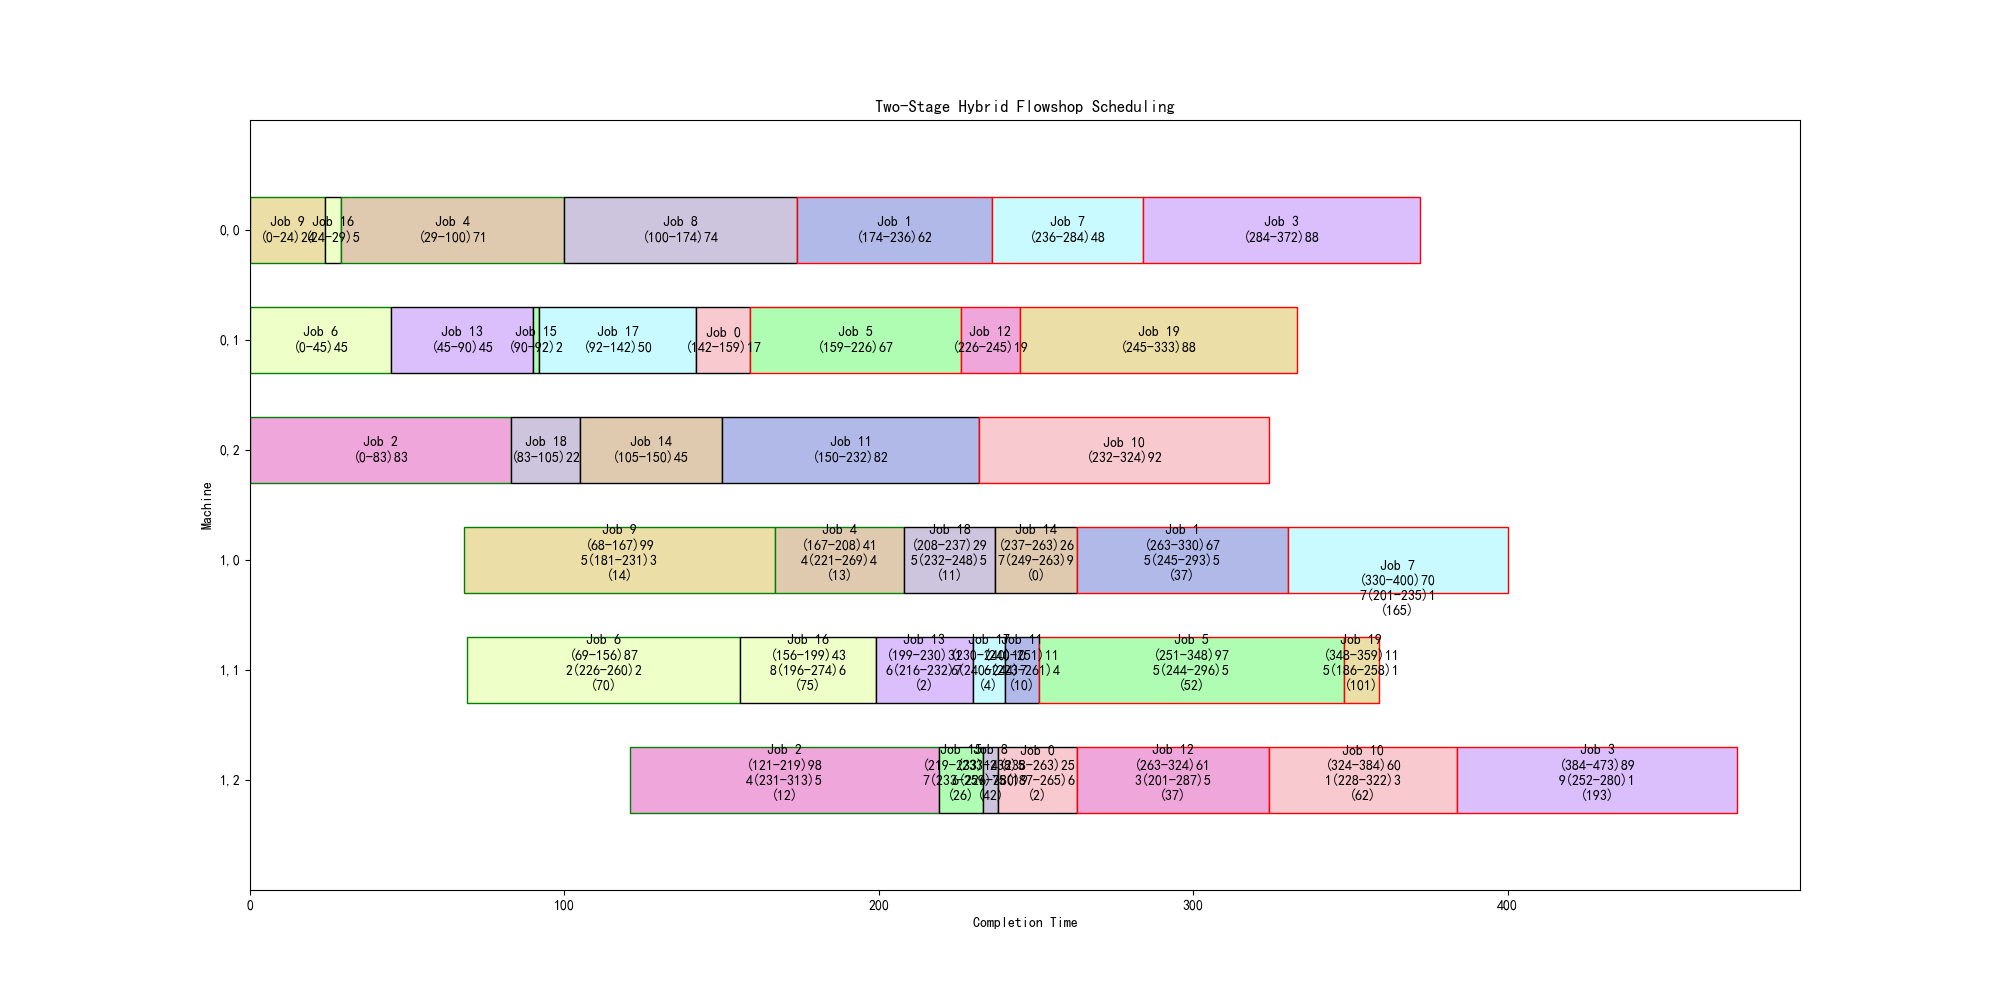 Two-Stage Hybrid Flowshop Scheduling
Machine
0,0
Job 9
(0-24)24
Job 16
(24-29)5
Job 4
(29-100)71
Job 8
(100-174)74
Job 1
(174-236)62
Job 7
(236-284)48
Job 3
(284-372)88
0,1
Job 6
(0-45)45
Job 13
(45-90)45
Job 15
(90-92)2
Job 17
(92-142)50
Job 0
(142-159)17
Job 5
(159-226)67
Job 12
(226-245)19
Job 19
(245-333)88
0,2
Job 2
(0-83)83
Job 18
(83-105)22
Job 14
(105-150)45
Job 11
(150-232)82
Job 10
(232-324)92
1,0
Job 9
(68-167)99
5(181-231)3
(14)
Job 4
(167-208)41
4(221-269)4
(13)
Job 18
(208-237)29
5(232-248)5
(11)
Job 14
(237-263)26
7(249-263)9
(0)
Job 1
(263-330)67
5(245-293)5
(37)
Job 7
(330-400)70
7(201-235)1
(165)
1,1
Job 6
(69-156)87
2(226-260)2
(70)
Job 16
(156-199)43
8(196-274)6
(75)
Job 13
(199-230)31
6(216-232)6
(2)
Job 17
(4)
Job 11
(240-251)11
(10)
Job 5
(251-348)97
5(244-296)5
(52)
Job 19
(348-359)11
5(186-258)1
(101)
1,2
Job 2
(121-219)98
4(231-313)5
(12)
Job 15
(26)
Job 8
(42)
Job 0
(238-263)25
(2)
Job 12
(263-324)61
3(201-287)5
(37)
Job 10
(324-384)60
1(228-322)3
(62)
Job 3
(384-473)89
9(252-280)1
(193)
0
100
200
300
400
Completion Time